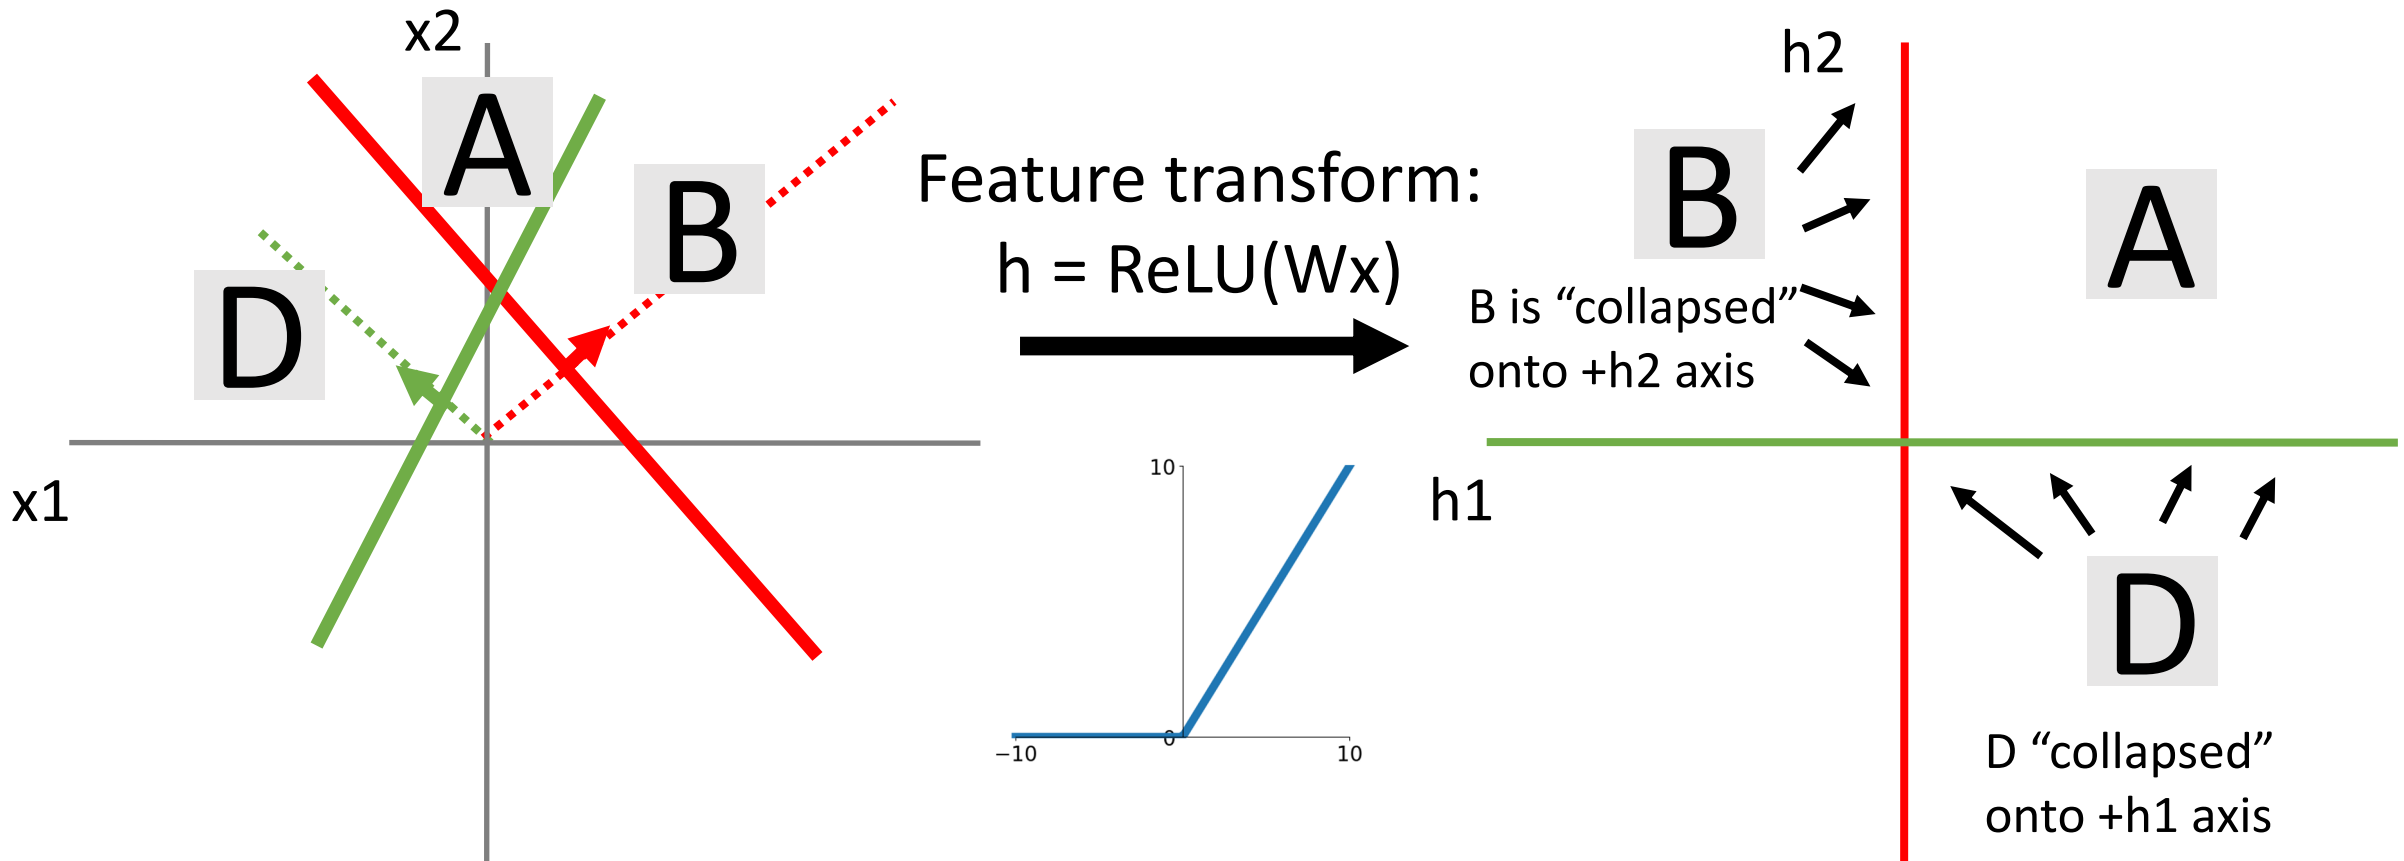 x2
A
B
D
x1
Feature transform:
h = ReLU(Wx)
10
0
−10
10
h2
B
A
B is “collapsed”
onto +h2 axis
h1
D
D “collapsed”
onto +h1 axis